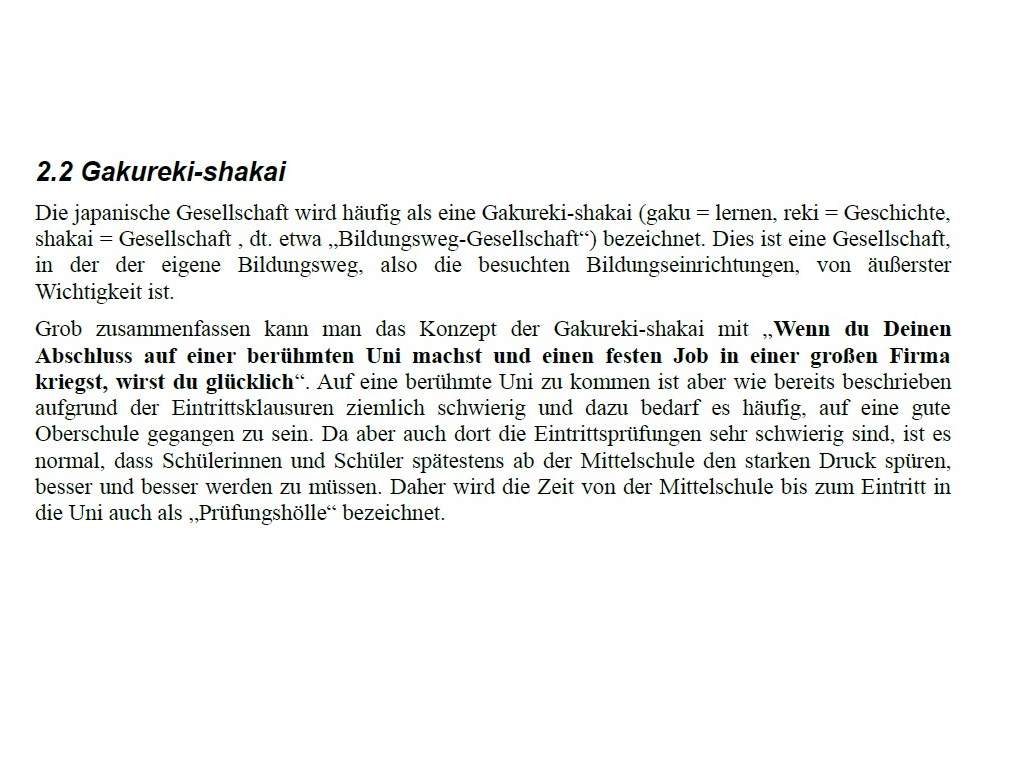 2.2 Gakureki-shakai
Die japanische Gesellschaft wird häufig als eine Gakureki-shakai (gaku = lernen, reki = Geschichte,
shakai = Gesellschaft , dt. etwa „Bildungsweg-Gesellschaft“) bezeichnet. Dies ist eine Gesellschaft,
in der der eigene Bildungsweg, also die besuchten Bildungseinrichtungen, von äußerster
Wichtigkeit ist.
Grob zusammenfassen kann man das Konzept der Gakureki-shakai mit „Wenn du Deinen
Abschluss auf einer berühmten Uni machst und einen festen Job in einer großen Firma
kriegst, wirst du glücklich“. Auf eine berühmte Uni zu kommen ist aber wie bereits beschrieben
aufgrund der Eintrittsklausuren ziemlich schwierig und dazu bedarf es häufig, auf eine gute
Oberschule gegangen zu sein. Da aber auch dort die Eintrittsprüfungen sehr schwierig sind, ist es
normal, dass Schülerinnen und Schüler spätestens ab der Mittelschule den starken Druck spüren,
besser und besser werden zu müssen. Daher wird die Zeit von der Mittelschule bis zum Eintritt in
die Uni auch als „Prüfungshölle“ bezeichnet.